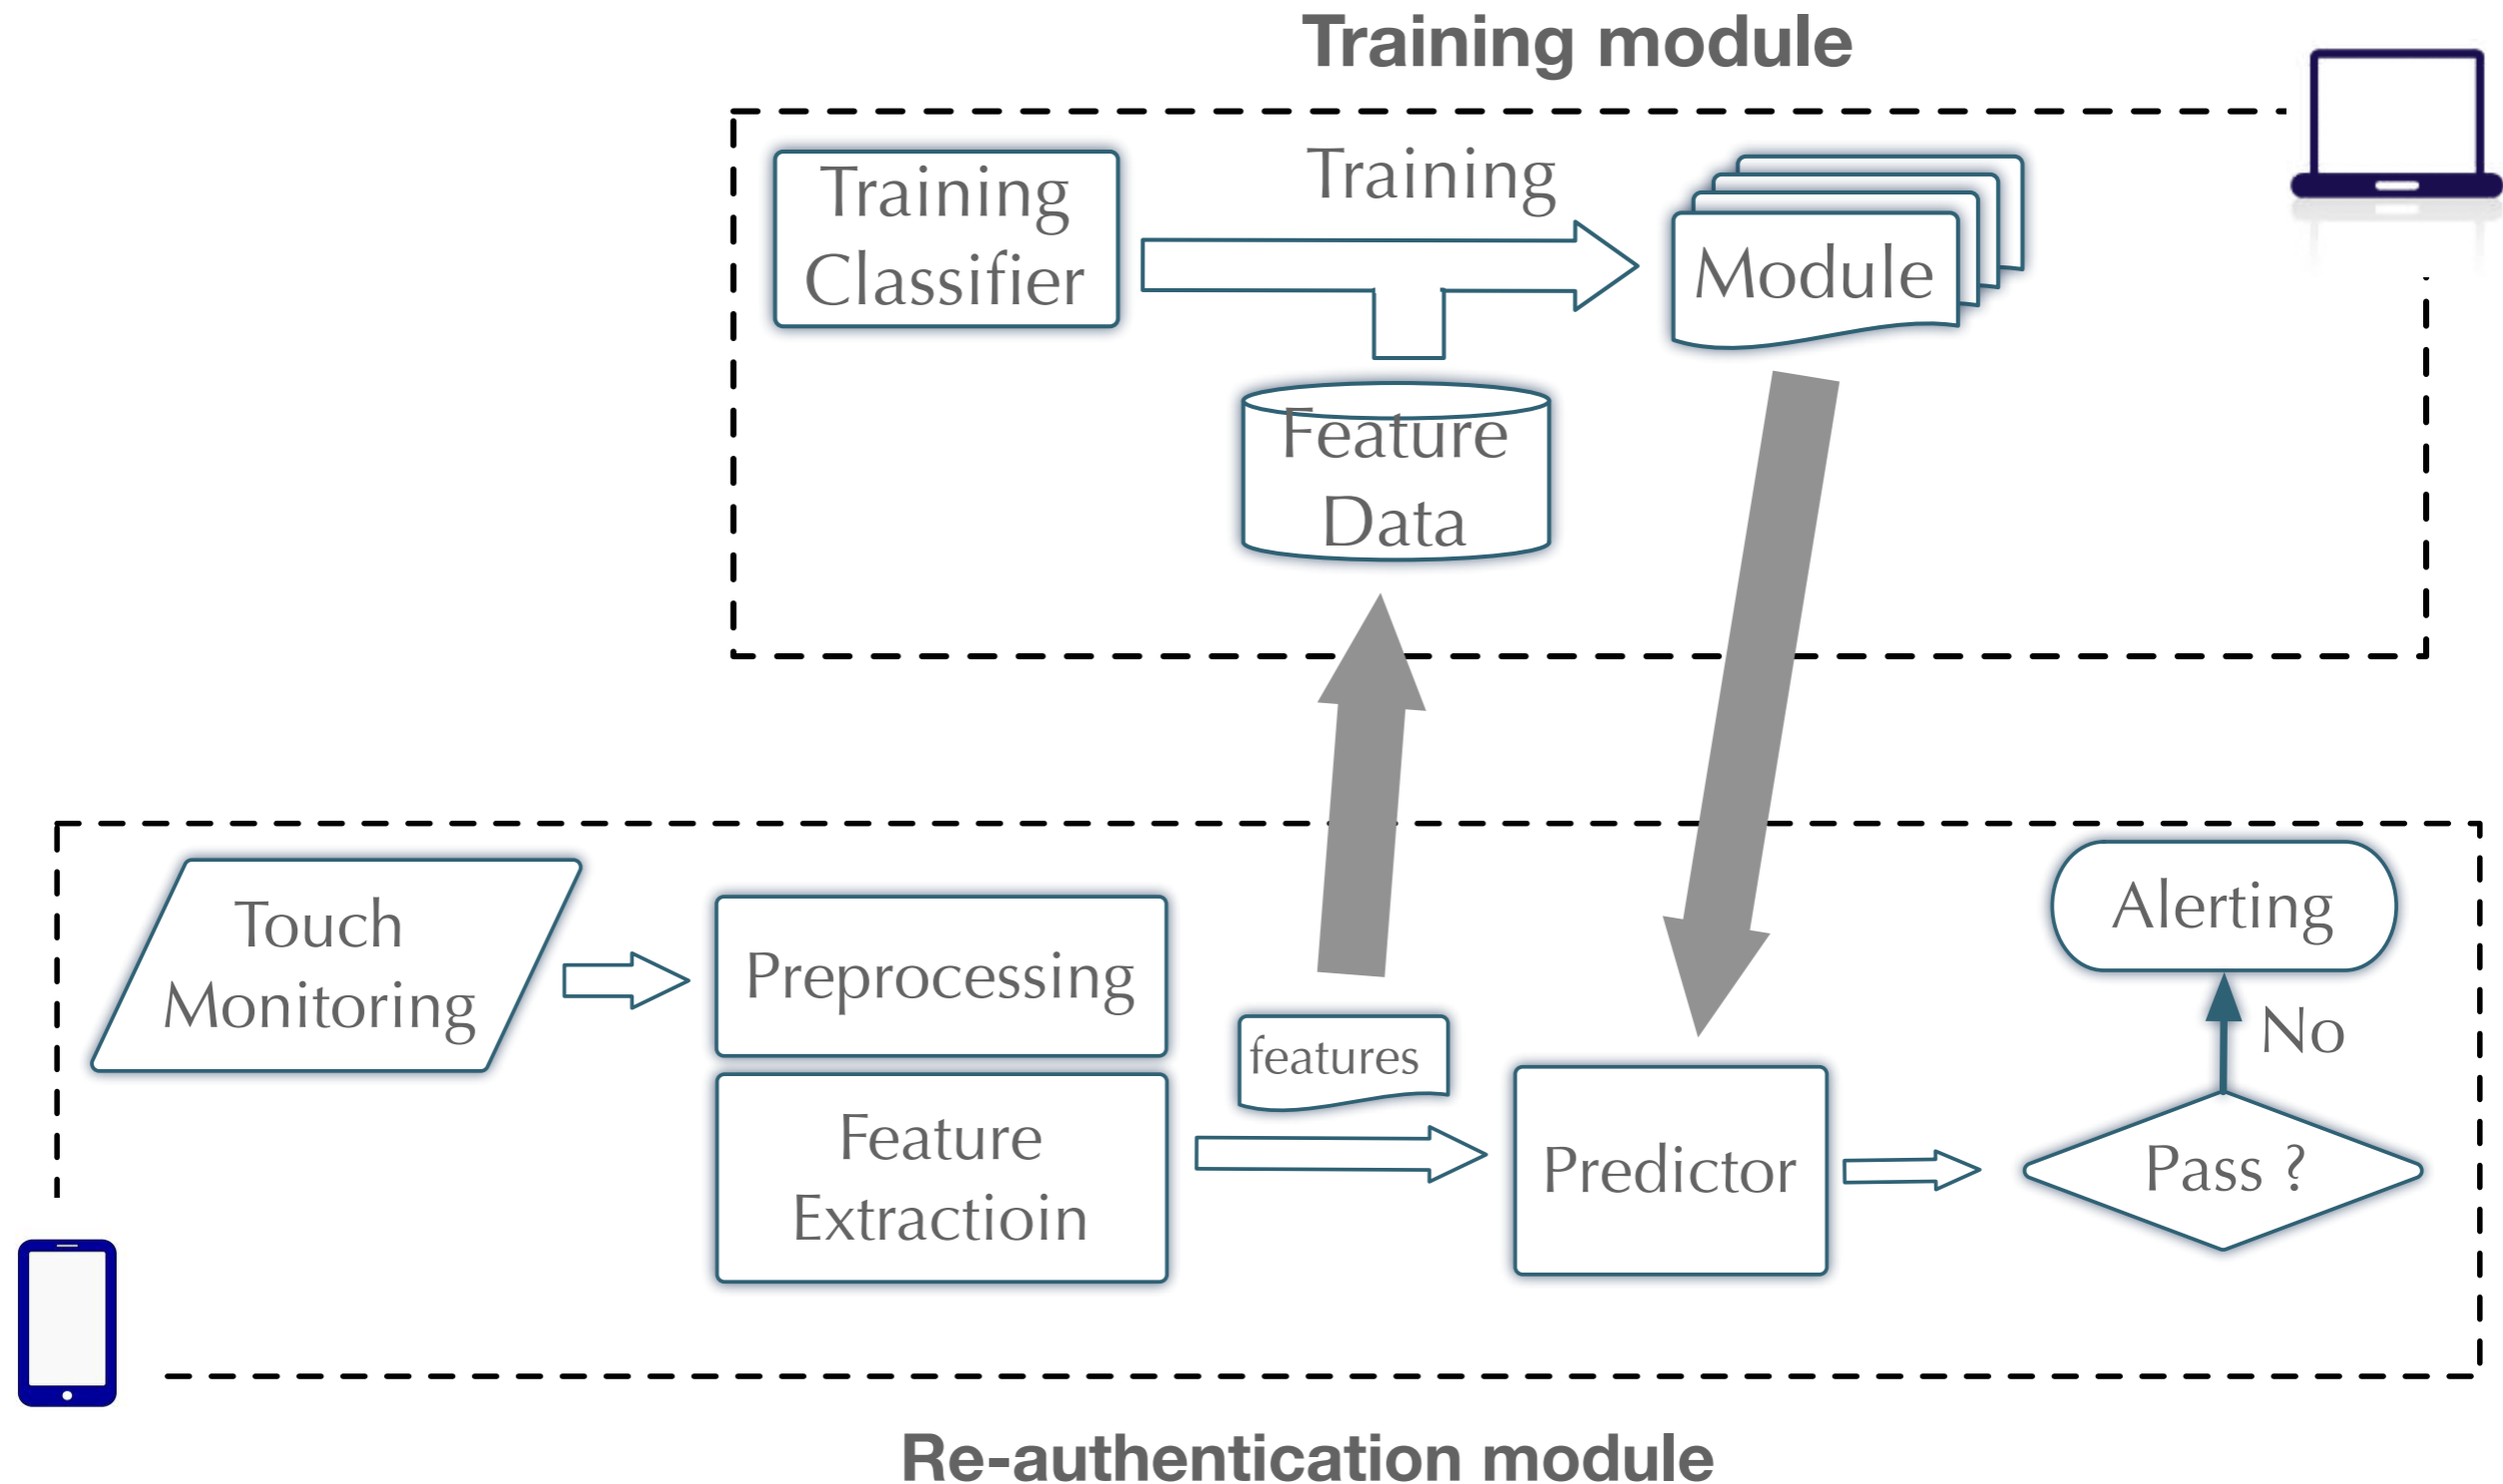 Training module
Training
Classifier
Training
Module
Feature
Data
Touch
Monitoring
Preprocessing
Feature
Extractioin
features
Predictor
Alerting
No
Pass ?
Re-authentication module